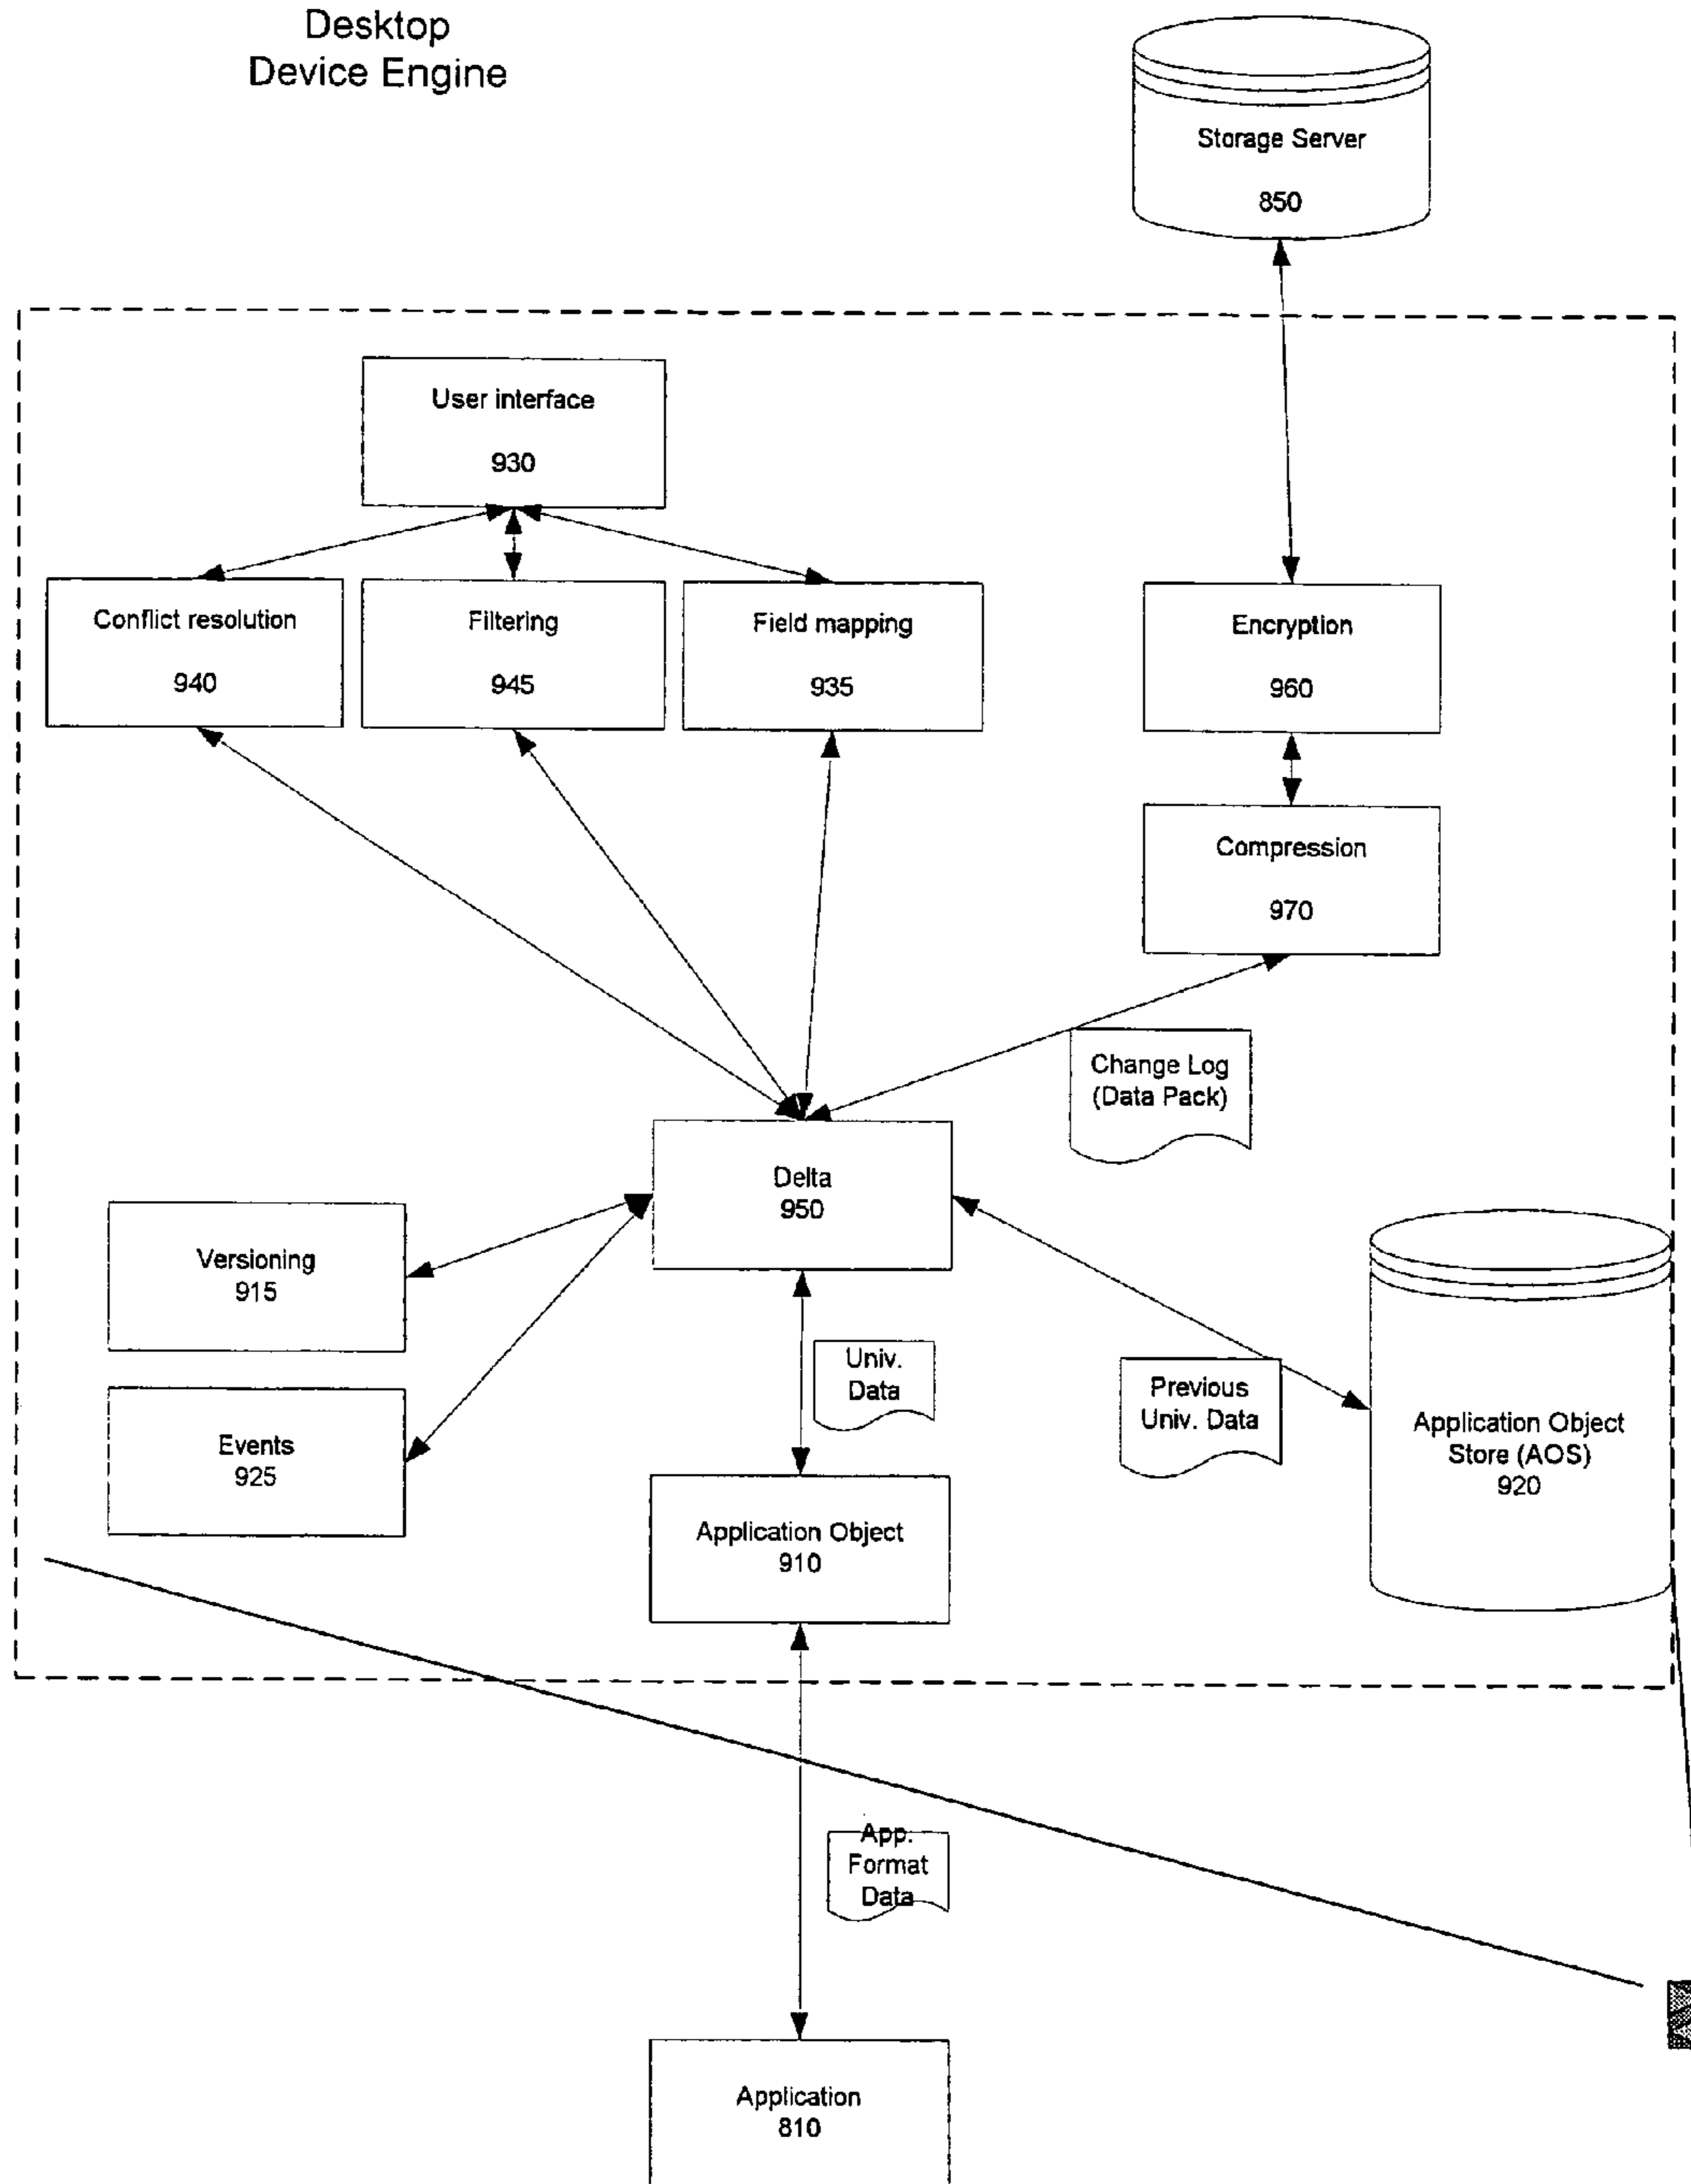 Desktop
Device Engine
Storage Server
850
User interface
930
Conflict resolution
940
Filtering
945
Field mapping
935
Encryption
960
Compression
970
Change Log
(Data Pack)
Delta
950
Versioning
915
Events
925
Univ.
Data
Previous
Univ. Data
Application Object
Store (AOS)
920
Application Object
910
App.
Format
Data
Application
810